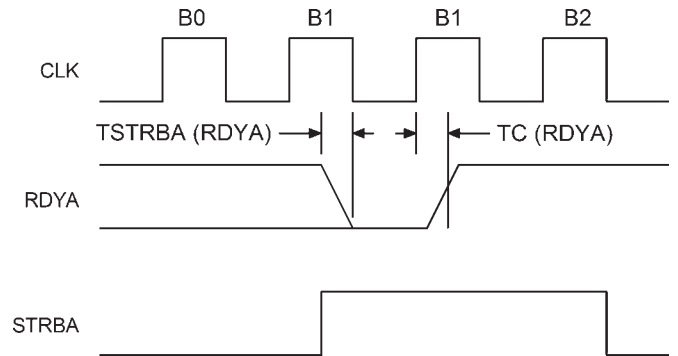 B0 B1 B1 B2
CLK
TSTRBA (RDYA) TC (RDYA)
RDYA
STRBA